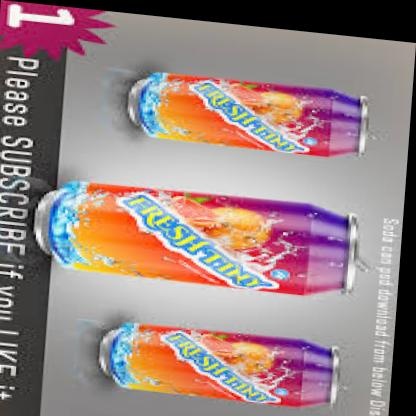 Soda can psd download from below Dis
FRESH TINY
FRESH TINY
FRESH TINY
1
Please SUBSCRIBE if you LIKE it